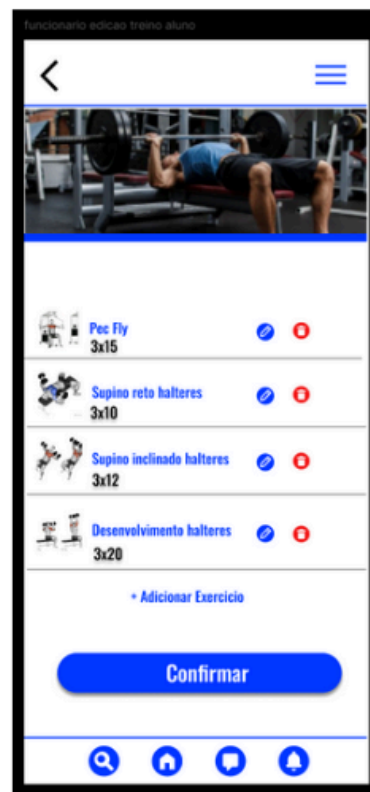 funcionario edicao treino aluno
Pec Fly
3x15
Supino reto halteres
3x10
Supino inclinado halteres
3x12
Desenvolvimento halteres
3x20
+ Adicionar Exercicio
Confirmar